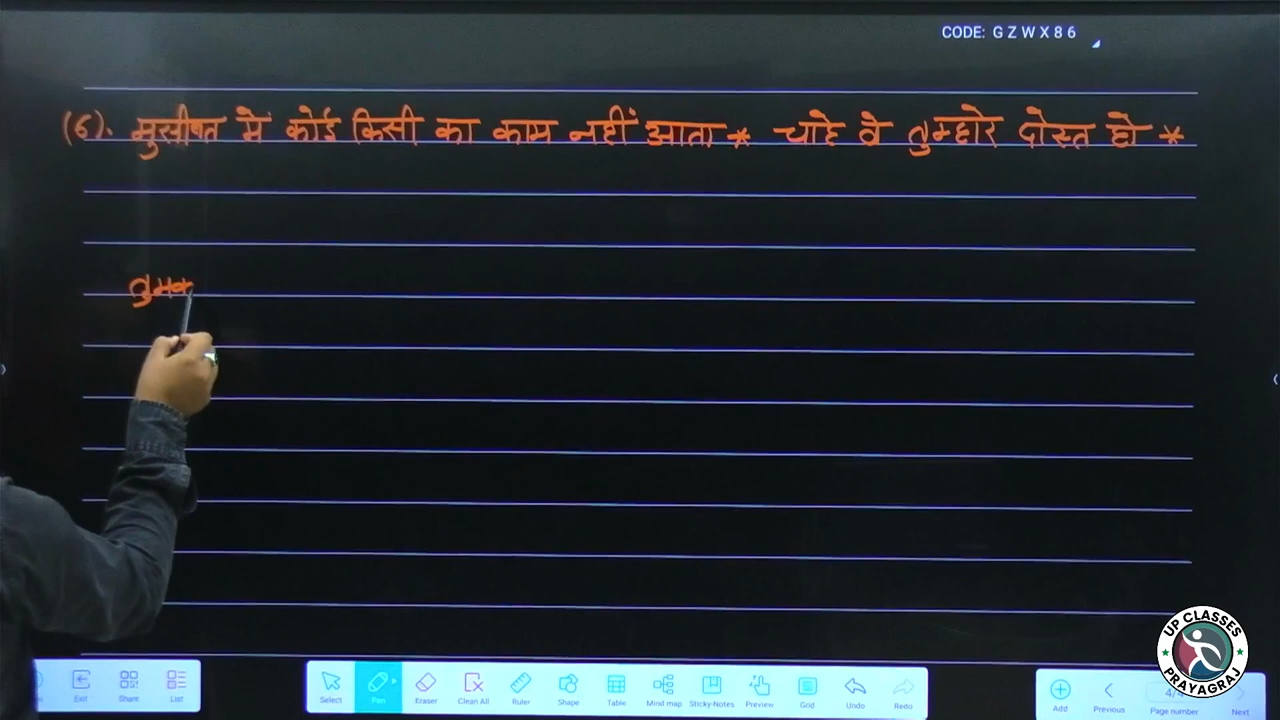 CODE: G Z W X 8 6
(6). मुसीबत में कोई किसी का काम नहीं आता * चाहे वे तुम्हारे दोस्त हो *
तुमक
Exit
Share
List
Select
Pen
Eraser
Clean All
Ruler
Shape
Table
Mind map
Sticky-Notes
Preview
Grid
Undo
Redo
Add
Previous
Page number
Next
UP CLASSES
PRAYAGRAJ